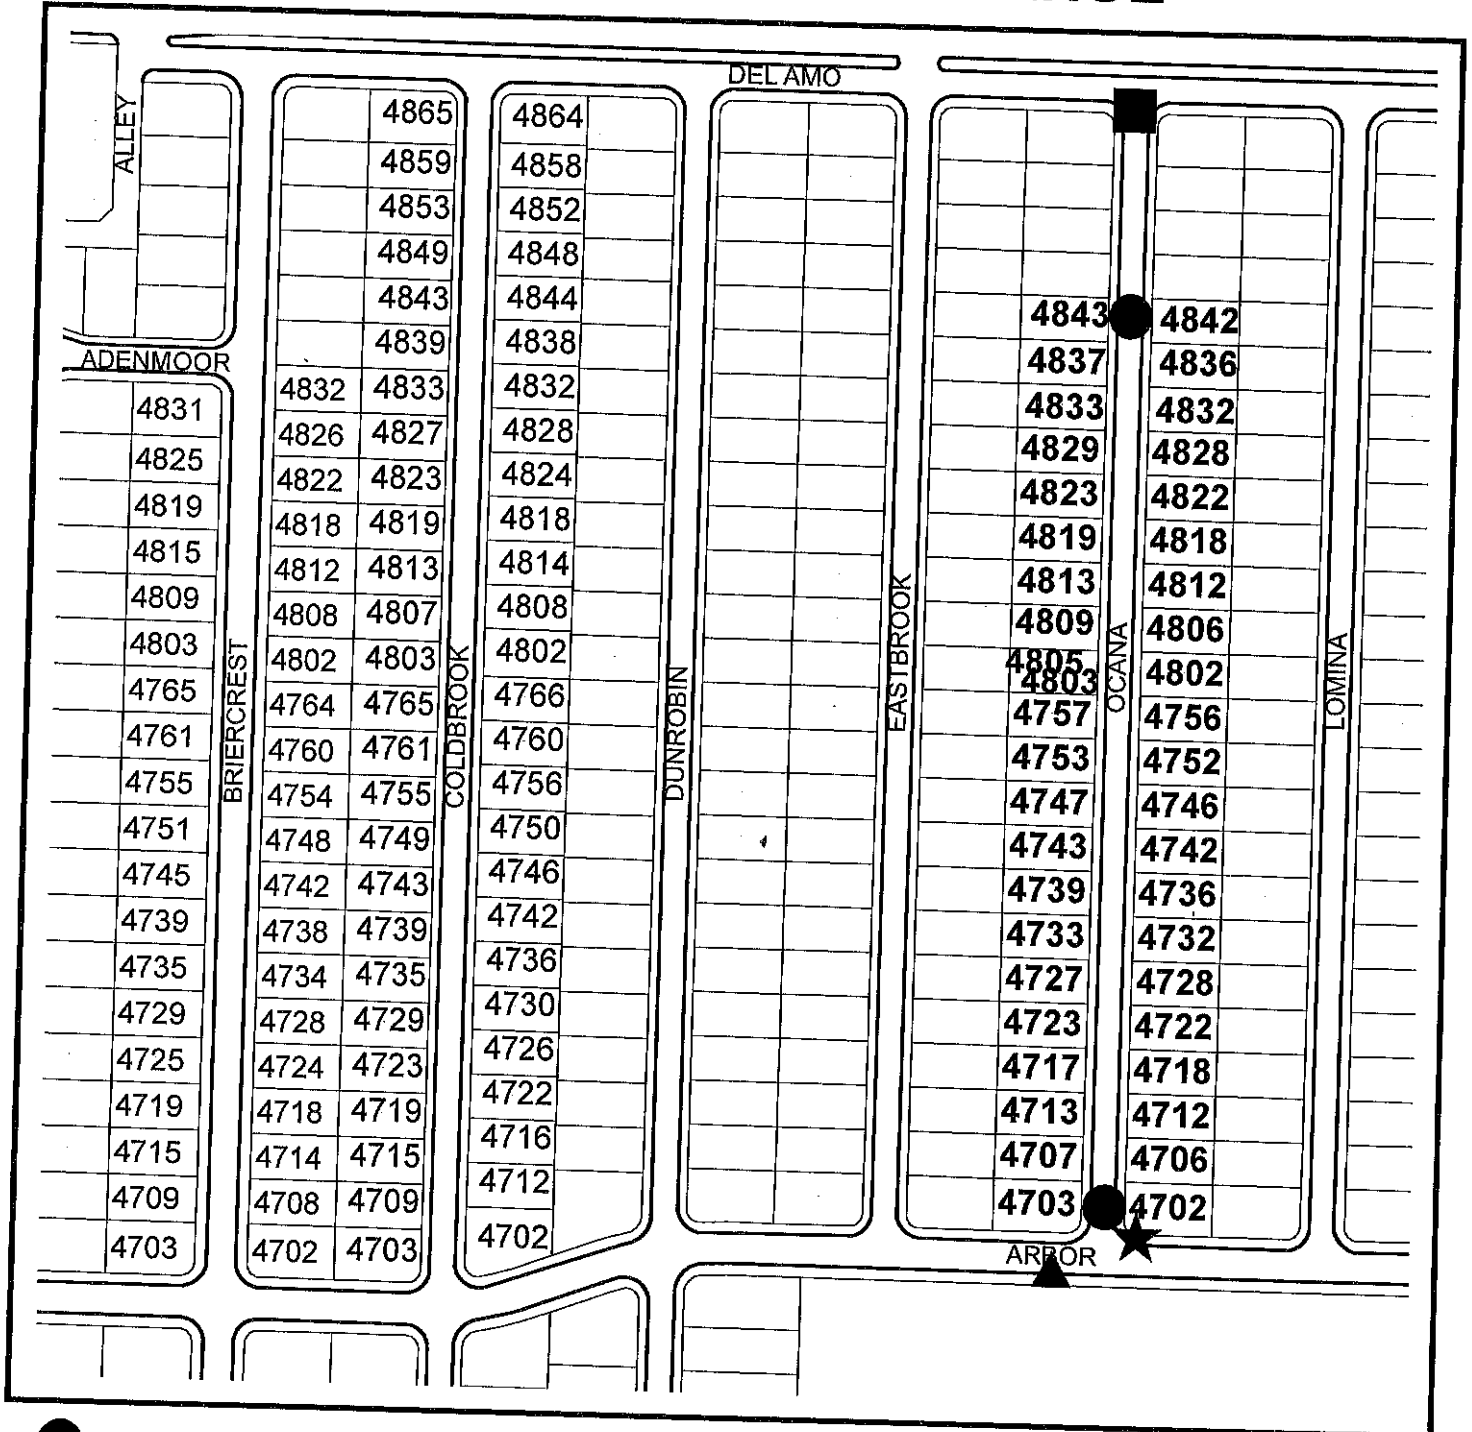 DEL AMO
ALLEY
4865 4864
4859 4858
4853 4852
4849 4848
4843 4844 4843 4842
ADENMOOR 4839 4838 4837 4836
4831 4832 4833 4832 4833 4832
4825 4826 4827 4828 4829 4828
4819 4822 4823 4824 4823 4822
4815 4818 4819 4818 4819 4818
4809 4812 4813 4814 4813 4812
4803 4808 4807 4808 4809 4806
4765 4802 4803 4802 4805 4802
4803
4761 4764 4765 4766 4757 4756
4755 4760 4761 4760 4753 4752
4751 4754 4755 4756 4747 4746
4745 4748 4749 4750 4743 4742
4739 4742 4743 4746 4739 4736
4735 4738 4739 4742 4733 4732
4729 4734 4735 4736 4727 4728
4725 4728 4729 4730 4723 4722
4719 4724 4723 4726 4717 4718
4715 4718 4719 4722 4713 4712
4709 4714 4715 4716 4707 4706
4703 4708 4709 4712 4703 4702
4702 4703 4702
BRIERCREST
COLDBROOK
DUNROBIN
EASTBROOK
OCANA
LOMINA
ARBOR